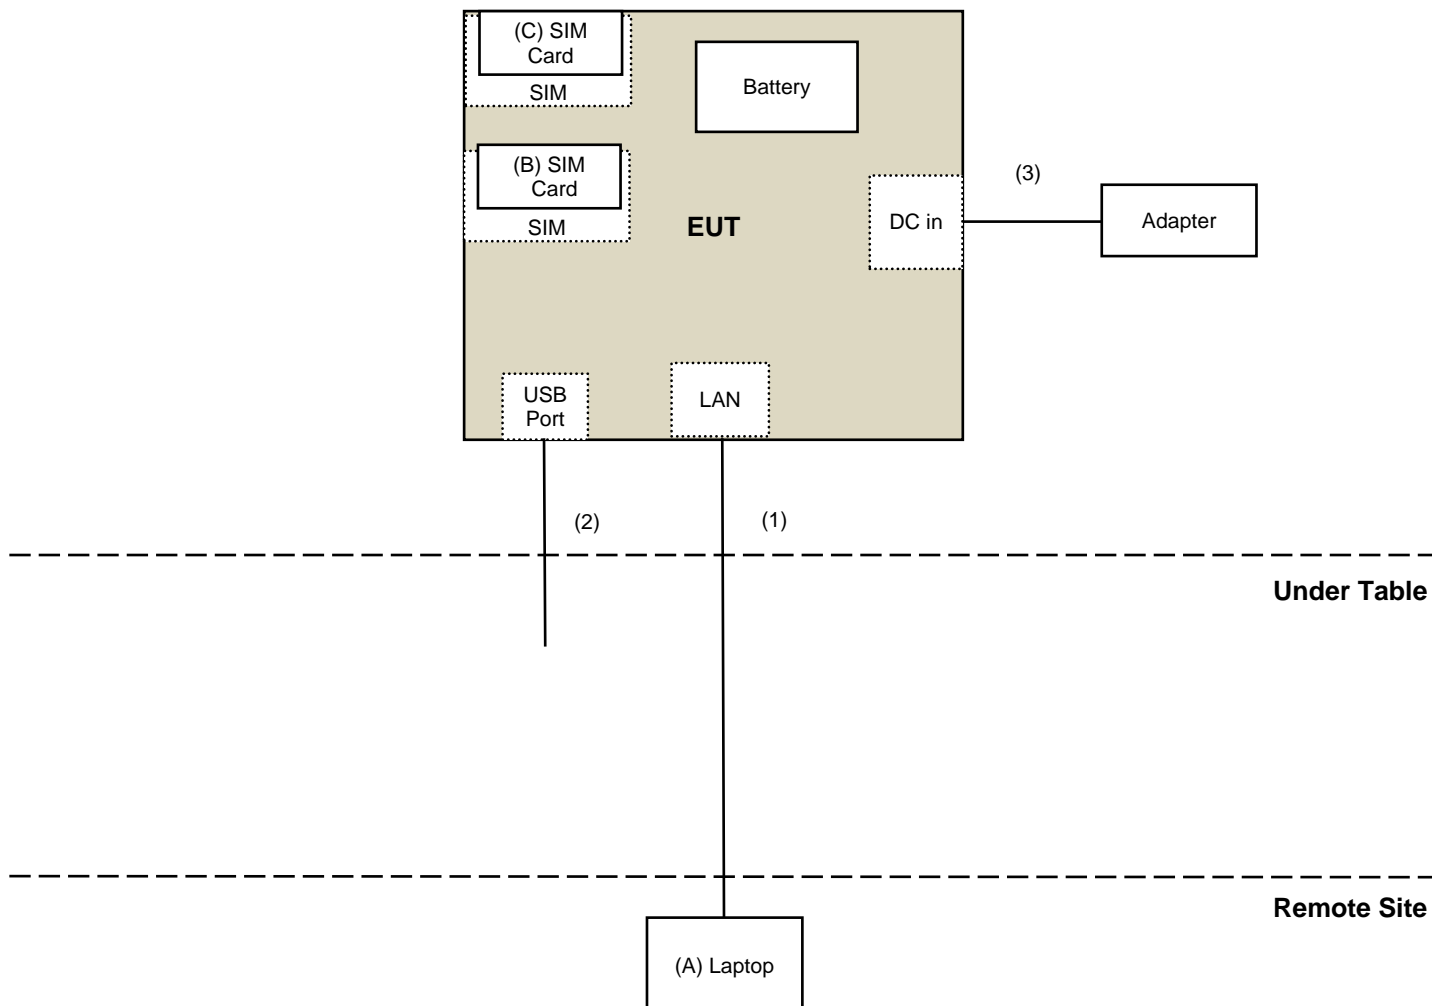 (C) SIM
Card
SIM
Battery
(B) SIM
Card
SIM
EUT
DC in
(3)
Adapter
USB
Port
LAN
(2)
(1)
Under Table
Remote Site
(A) Laptop